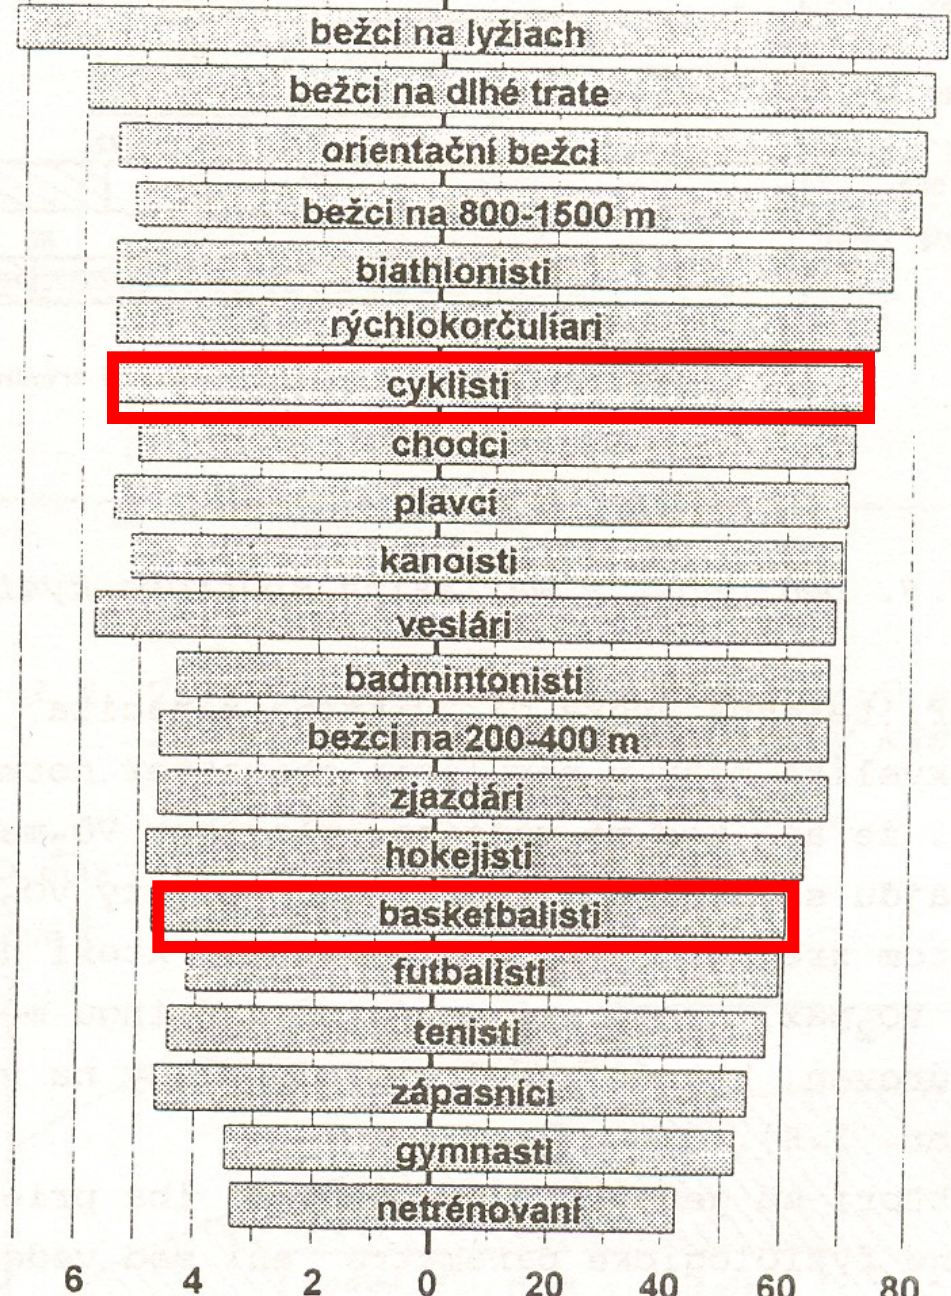 bežci na lyžiach
bežci na dlhé trate
orientační bežci
bežci na 800-1500 m
biathlonisti
rýchlokorčuliari
cyklisti
chodci
plavci
kanoisti
veslári
badmintonisti
bežci na 200-400 m
zjazdári
hokejisti
basketbalisti
futbalisti
tenisti
zápasníci
gymnasti
netrénovaní
6 4 2 0 20 40 60 80